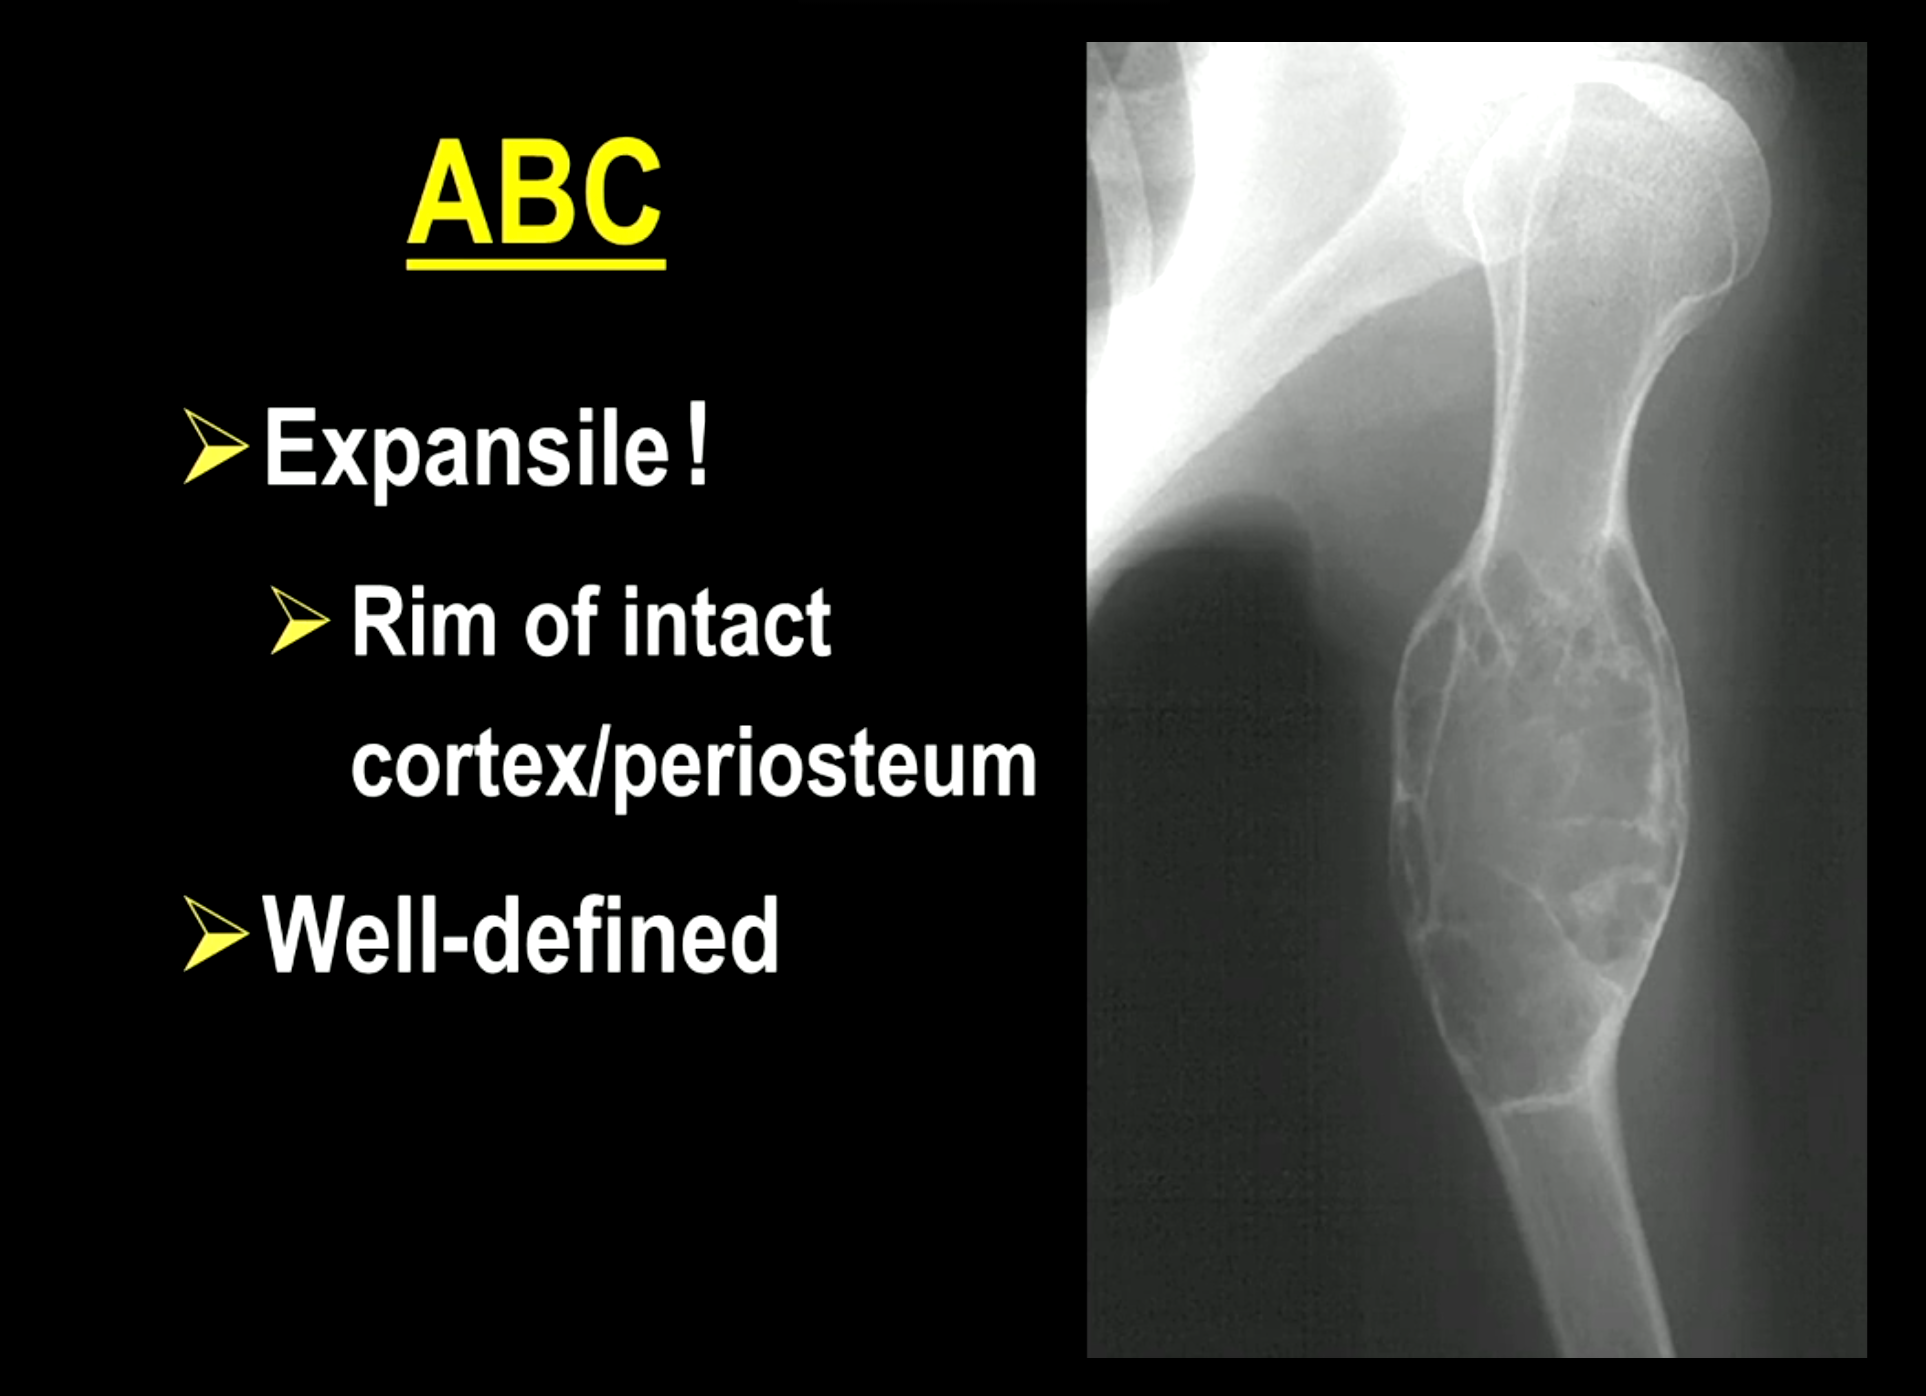 ABC
Expansile!
Rim of intact
cortex/periosteum
Well-defined